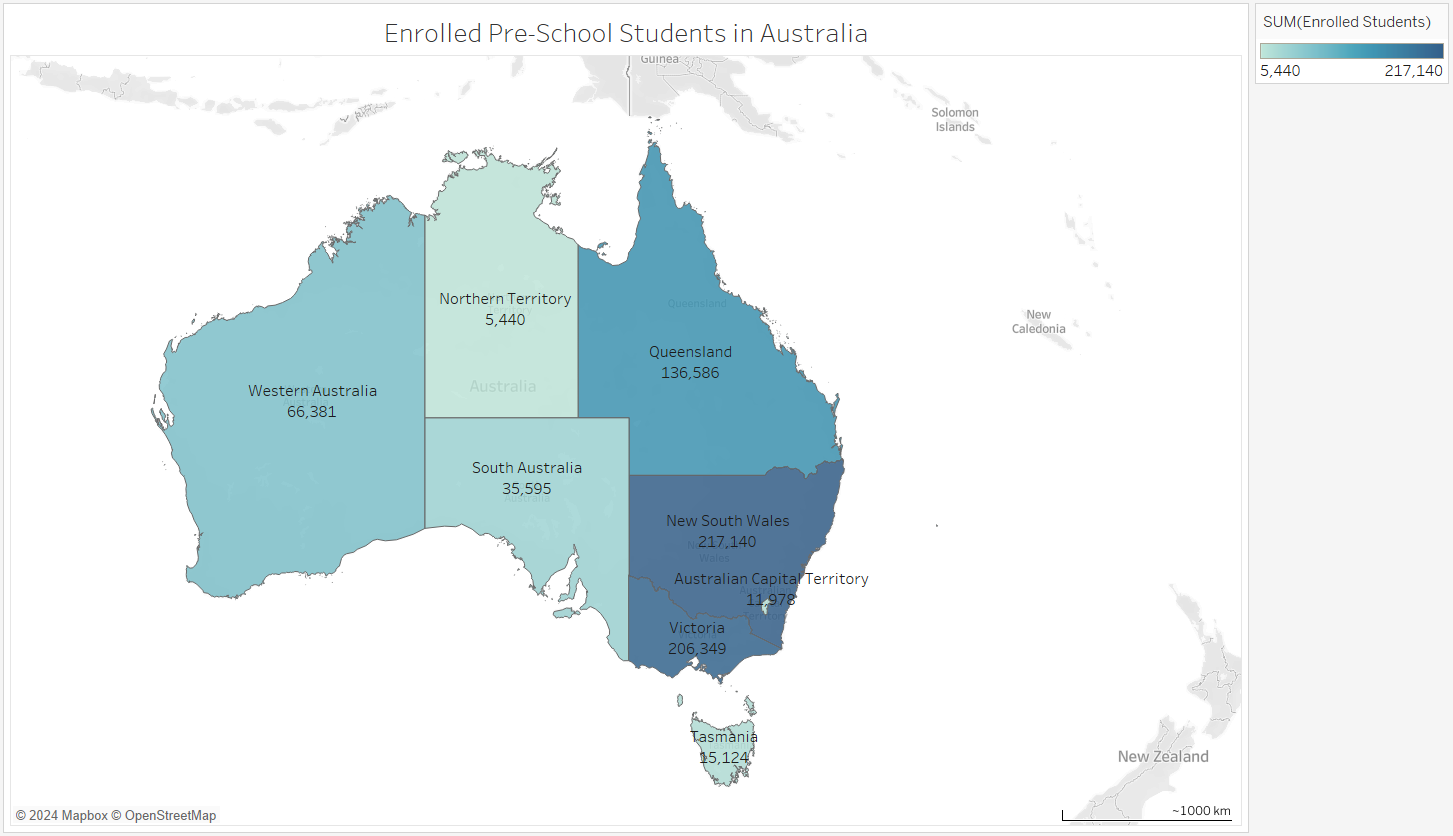 Enrolled Pre-School Students in Australia
SUM(Enrolled Students)
5,440
217,140
Guinea
Solomon
Islands
Northern Territory
5,440
Queensland
New
Caledonia
Queensland
136,586
Australia
Western Australia
66,381
South Australia
35,595
Australia
New South Wales
217,140
Wales
Australian Capital Territory
11,978
Territory
Victoria
206,349
Tasmania
15,124
New Zealand
© 2024 Mapbox © OpenStreetMap
~1000 km